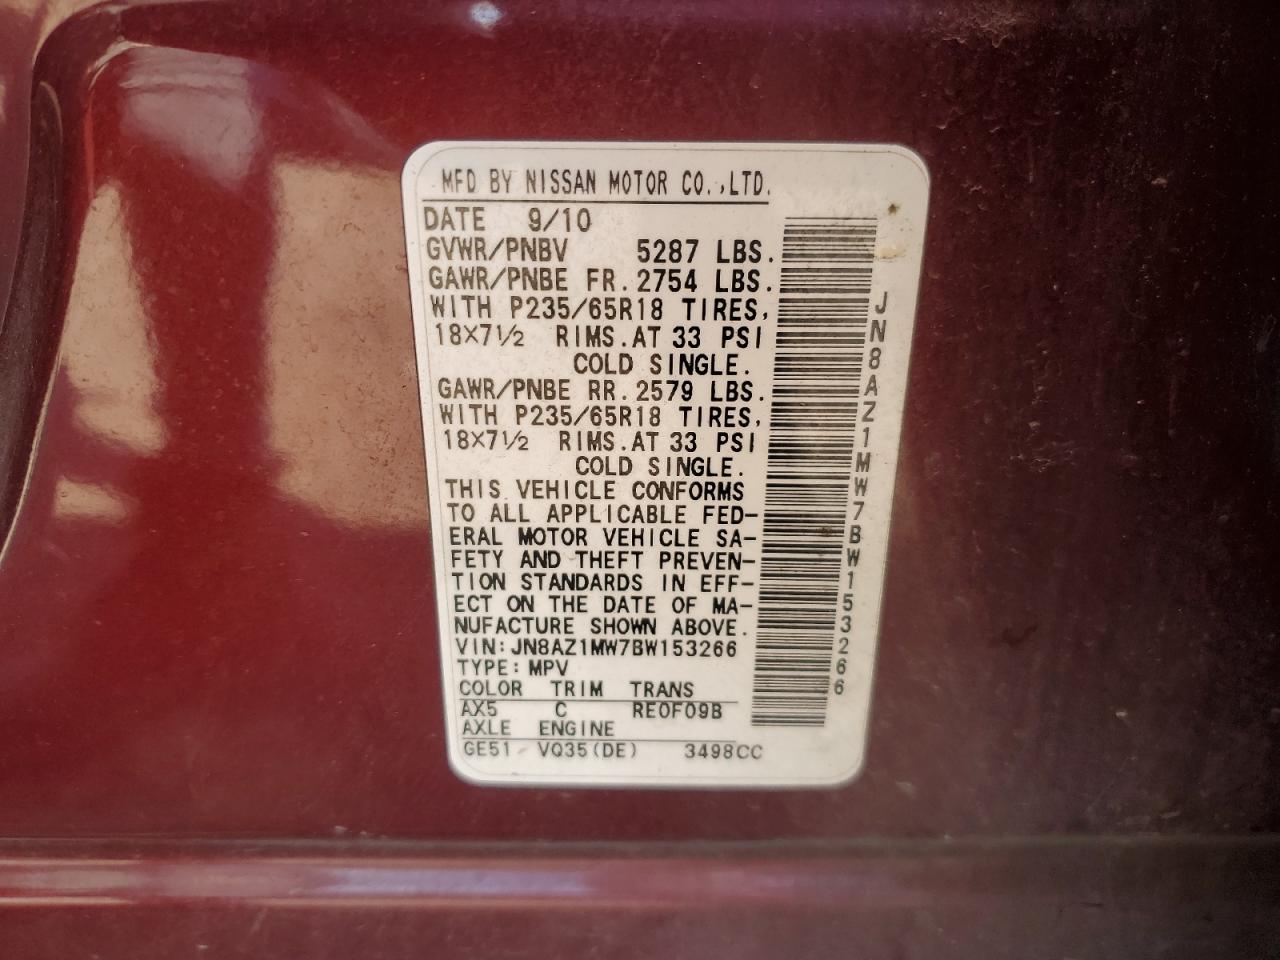 MFD BY NISSAN MOTOR CO.,LTD.
DATE 9/10
GVWR/PNBV 5287 LBS.
GAWR/PNBE FR. 2754 LBS.
WITH P235/65R18 TIRES,
18×7½ RIMS.AT 33 PSI
COLD SINGLE.
GAWR/PNBE RR. 2579 LBS.
WITH P235/65R18 TIRES,
18×7½ RIMS.AT 33 PSI
COLD SINGLE.
THIS VEHICLE CONFORMS
TO ALL APPLICABLE FED-
ERAL MOTOR VEHICLE SA-
FETY AND THEFT PREVEN-
TION STANDARDS IN EFF-
ECT ON THE DATE OF MA-
NUFACTURE SHOWN ABOVE.
VIN:JN8AZ1MW7BW153266
TYPE:MPV
COLOR TRIM TRANS
AX5 C RE0F09B
AXLE ENGINE
GE51 VQ35(DE) 3498CC
JN8AZ1MW7BW153266